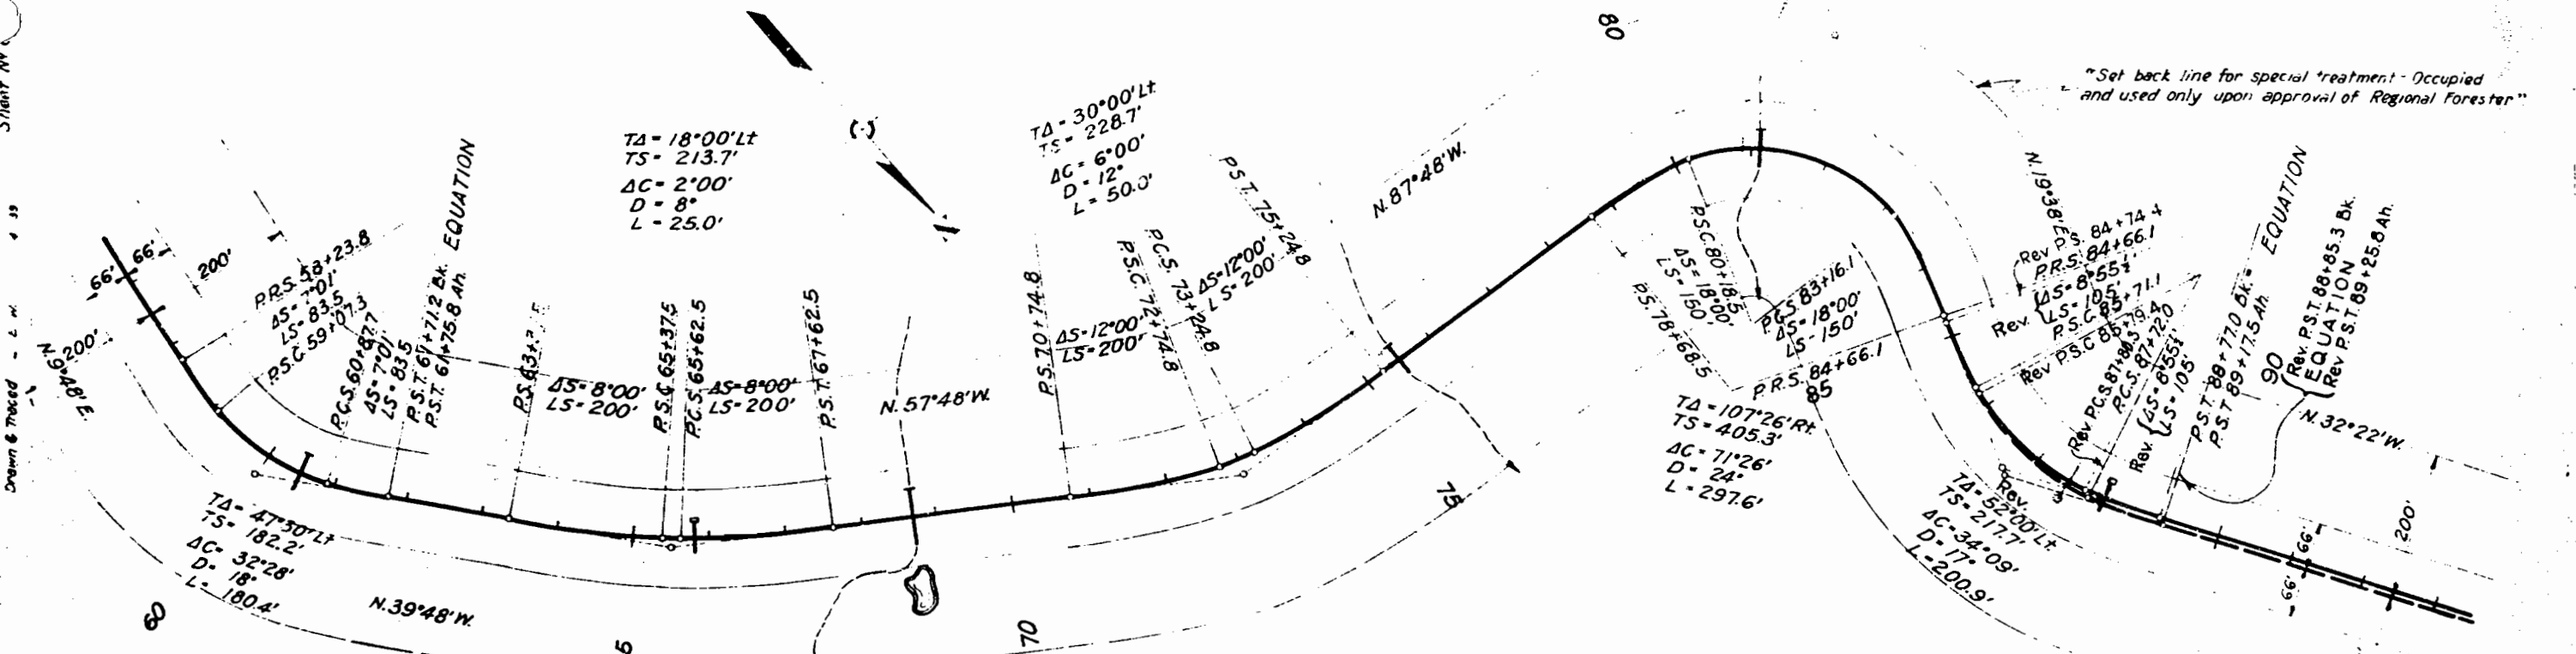 Drawn & Traced - L.W. 4 39
66'
66'
200'
200'
N.9°48'E.
P.R.S. 58+23.8
ΔS= 7°01'
LS= 83.5
P.S.C. 59+07.3
P.C.S. 60+87.7
ΔS=7°01'
LS= 83.5
P.S.T. 61+71.2 Bk. EQUATION
P.S.T. 61+75.8 Ah.
TΔ= 47°30'Lt
TS= 182.2'
ΔC= 32°28'
D= 18°
L= 180.4'
60
N.39°48'W.
TΔ= 18°00'Lt
TS= 213.7'
ΔC= 2°00'
D = 8°
L = 25.0'
ΔS=8°00'
LS=200'
P.S.C. 65+37.5
P.C.S. 65+62.5
ΔS=8°00'
LS=200'
P.S.T. 67+62.5
N.57°48'W.
70
TΔ= 30°00'Lt
TS= 228.7'
ΔC= 6°00'
D = 12°
L = 50.0'
P.S. 70+74.8
ΔS=12°00'
LS=200'
P.S.C. 72+74.8
P.C.S. 73+24.8
ΔS=12°00'
LS=200'
P.S.T. 75+24.8
75
N.87°48'W.
80
P.S. 78+68.5
P.S.C. 80+18.5
ΔS=18°00'
LS=150'
P.C.S. 83+16.1
ΔS=18°00'
LS-150'
P.R.S. 84+66.1
85
TΔ=107°26'Rt.
TS=405.3'
ΔC=71°26'
D= 24°
L = 297.6'
"Set back line for special treatment - Occupied
and used only upon approval of Regional Forester"
N.19°38'E.
Rev P.S. 84+74.4
P.R.S. 84+66.1
Rev. ΔS=8°55½'
LS=105'
P.S.C 85+71.1
Rev P.S.C 85+79.4
Rev P.C.S. 87+80.3
P.C.S. 87+72.0
Rev. ΔS= 8°55½'
LS=105'
P.S.T. 88+77.0 Bk.= EQUATION
P.S.T 89+17.5 Ah.
90
Rev. P.S.T. 88+85.3 Bk.
EQUATION
Rev P.S.T 89+25.8 Ah.
N.32°22'W.
Rev.
TΔ=52°00'Lt.
TS=217.7'
ΔC=34°09'
D=17°
L=200.9'
66'
66'
200'